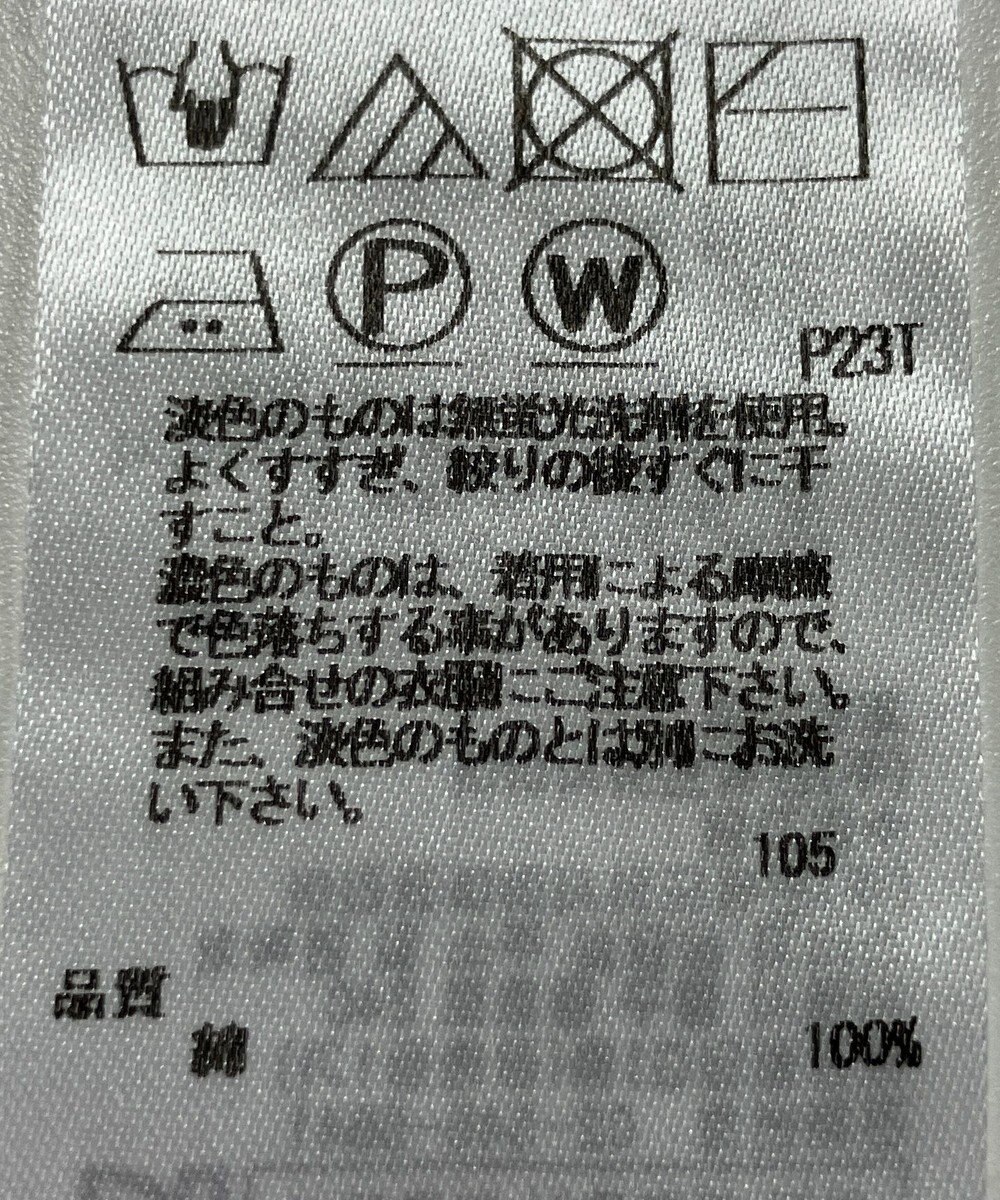 P W
P23T
淡色のものは無蛍光洗剤を使用。
よくすすぎ、絞りの後すぐに干
すこと。
濃色のものは、着用による摩擦
で色落ちする事がありますので、
組み合せの衣服にご注意下さい。
また、淡色のものとは別にお洗
い下さい。
105
品質
綿 100%